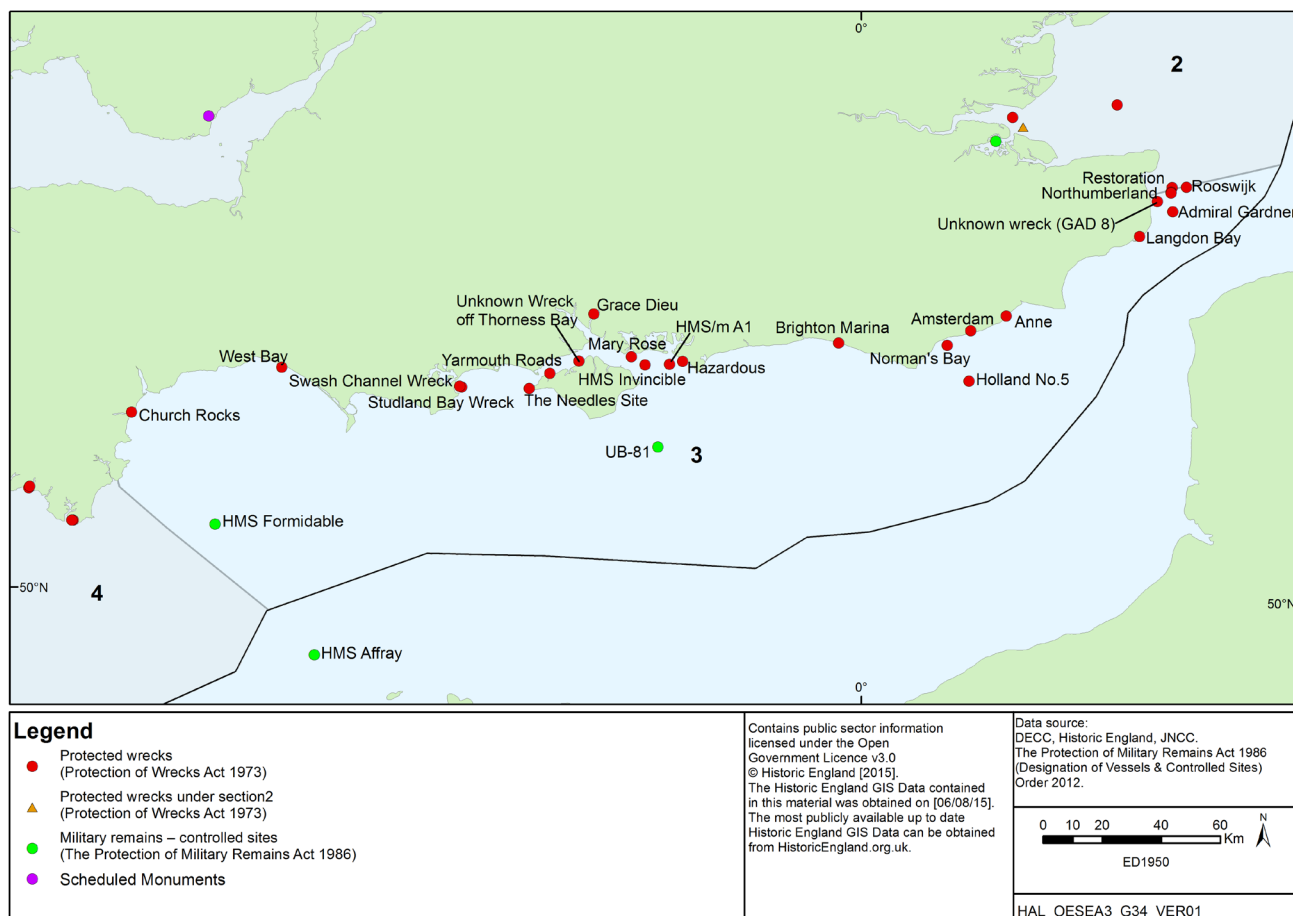 0°
2
Restoration
Northumberland
Rooswijk
Unknown wreck (GAD 8)
Admiral Gardner
Langdon Bay
Unknown Wreck
off Thorness Bay
Grace Dieu
HMS/m A1
Mary Rose
Brighton Marina
Amsterdam
Anne
West Bay
Yarmouth Roads
Hazardous
Norman's Bay
Swash Channel Wreck
HMS Invincible
Holland No.5
Studland Bay Wreck
The Needles Site
Church Rocks
UB-81
3
HMS Formidable
50°N
4
50°N
HMS Affray
0°
Legend
Protected wrecks
(Protection of Wrecks Act 1973)
Protected wrecks under section2
(Protection of Wrecks Act 1973)
Military remains – controlled sites
(The Protection of Military Remains Act 1986)
Scheduled Monuments
Contains public sector information
licensed under the Open
Government Licence v3.0
© Historic England [2015].
The Historic England GIS Data contained
in this material was obtained on [06/08/15].
The most publicly available up to date
Historic England GIS Data can be obtained
from HistoricEngland.org.uk.
Data source:
DECC, Historic England, JNCC.
The Protection of Military Remains Act 1986
(Designation of Vessels & Controlled Sites)
Order 2012.
0 10 20 40 60
Km
N
ED1950
HAL_OESEA3_G34_VER01